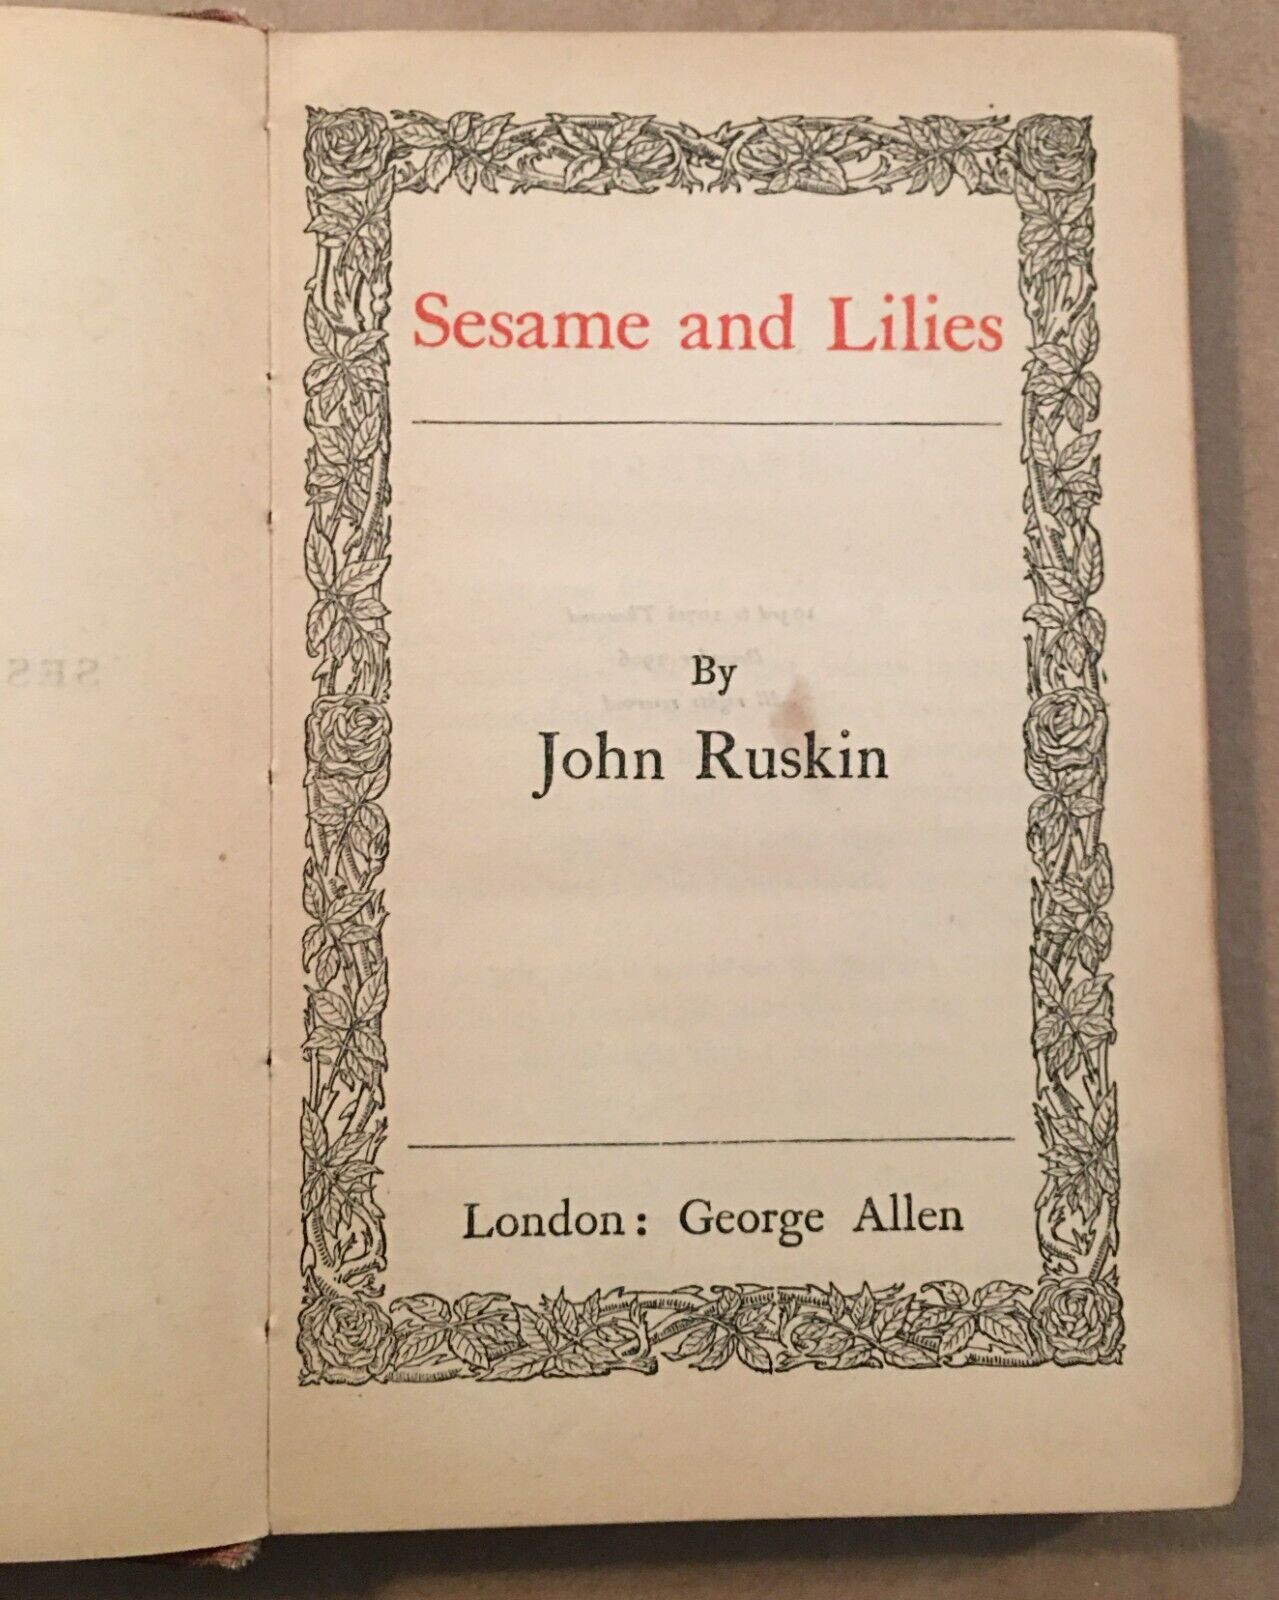 Sesame and Lilies
By
John Ruskin
London: George Allen